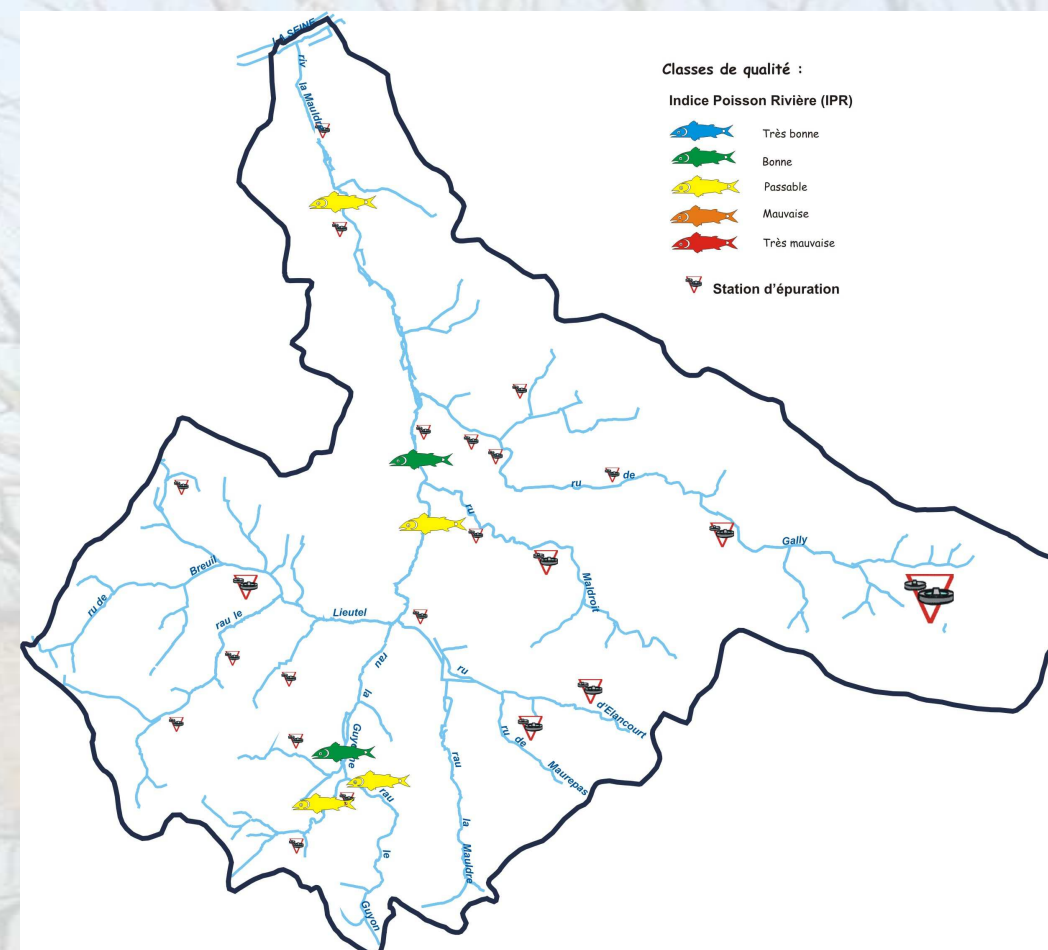 LA SEINE
riv
la Mauldre
Classes de qualité :
Indice Poisson Rivière (IPR)
Très bonne
Bonne
Passable
Mauvaise
Très mauvaise
Station d'épuration
ru de
Gally
ru
Maldroit
Breuil
ru de
rau le
Lieutel
rau
la
ru
d'Elancourt
ru de
Maurepas
rau
la
Mauldre
rau
le
Guyon